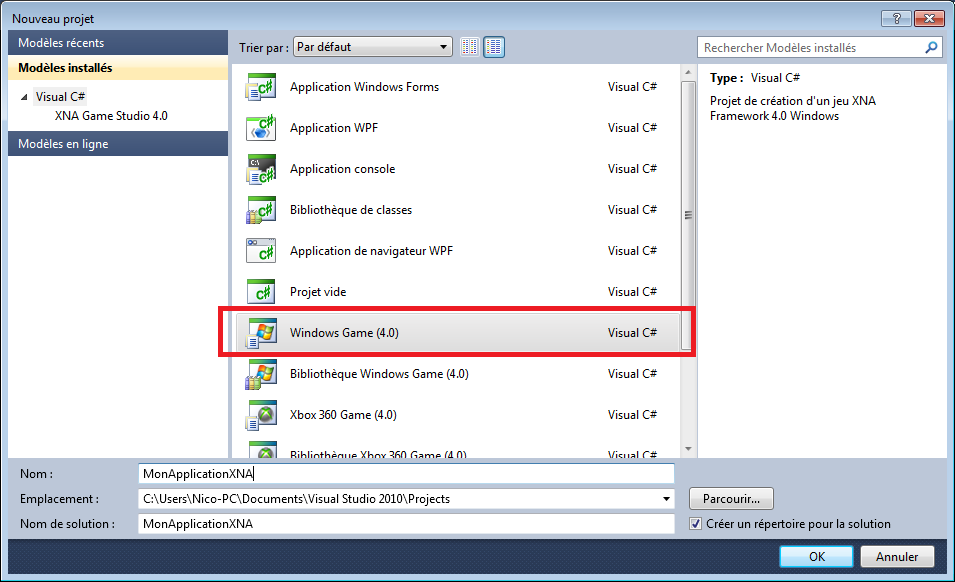 Nouveau projet
Modèles récents
Modèles installés
Visual C#
XNA Game Studio 4.0
Modèles en ligne
Trier par : Par défaut
Rechercher Modèles installés
Application Windows Forms Visual C#
Application WPF Visual C#
Application console Visual C#
Bibliothèque de classes Visual C#
Application de navigateur WPF Visual C#
Projet vide Visual C#
Windows Game (4.0) Visual C#
Bibliothèque Windows Game (4.0) Visual C#
Xbox 360 Game (4.0) Visual C#
Bibliothèque Xbox 360 Game (4.0) Visual C#
Type : Visual C#
Projet de création d'un jeu XNA
Framework 4.0 Windows
Nom : MonApplicationXNA
Emplacement : C:\Users\Nico-PC\Documents\Visual Studio 2010\Projects Parcourir...
Nom de solution : MonApplicationXNA Créer un répertoire pour la solution
OK Annuler